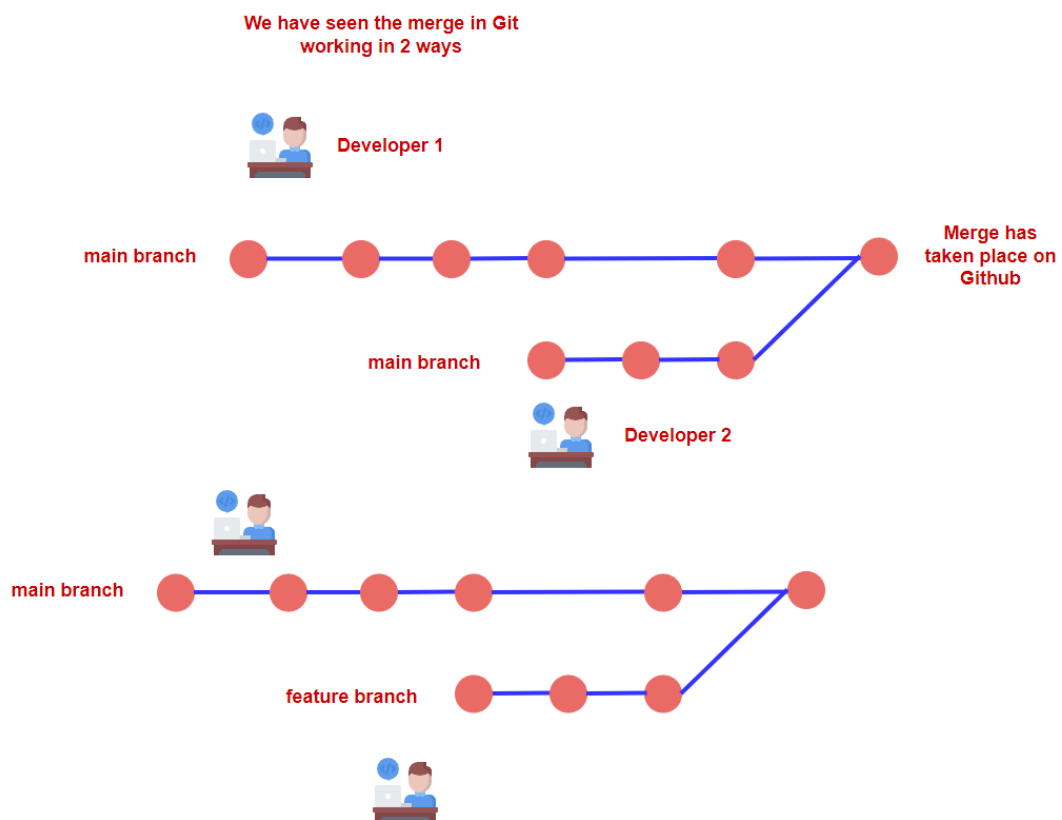 We have seen the merge in Git
working in 2 ways
Developer 1
main branch
Merge has
taken place on
Github
main branch
Developer 2
main branch
feature branch